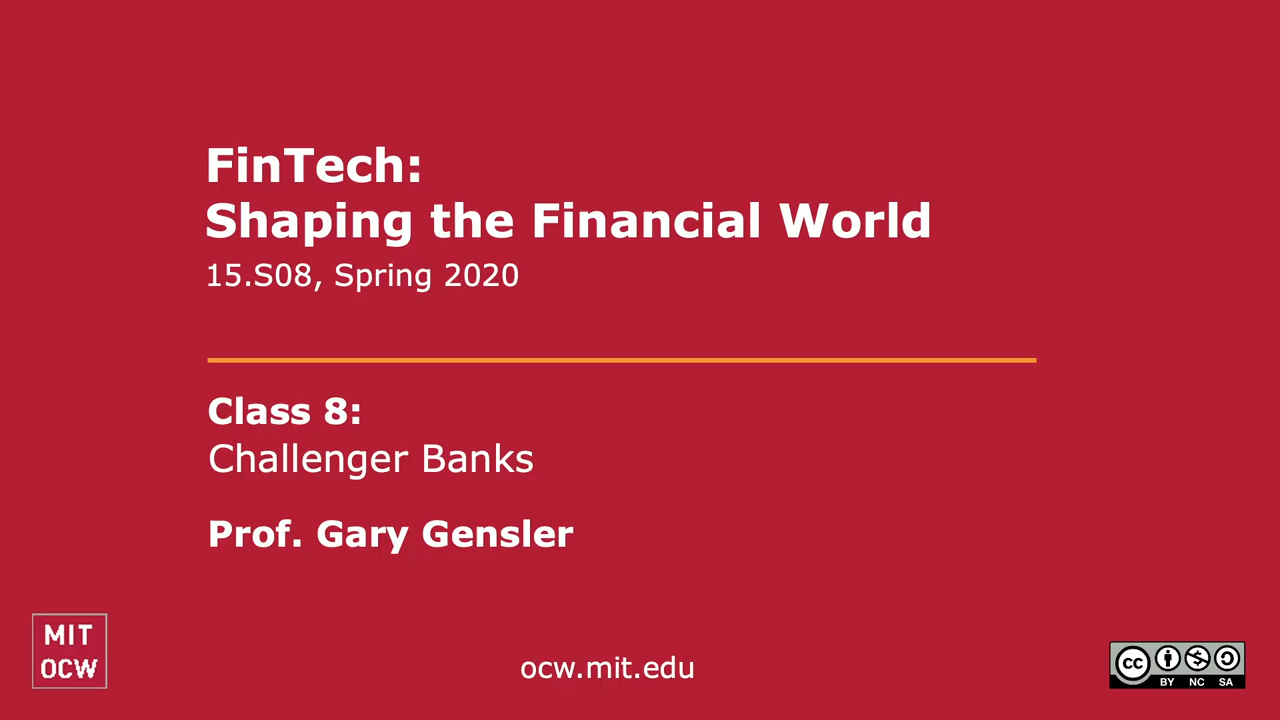 FinTech:
Shaping the Financial World
15.S08, Spring 2020
Class 8:
Challenger Banks
Prof. Gary Gensler
MIT
OCW
ocw.mit.edu
cc
BY NC SA